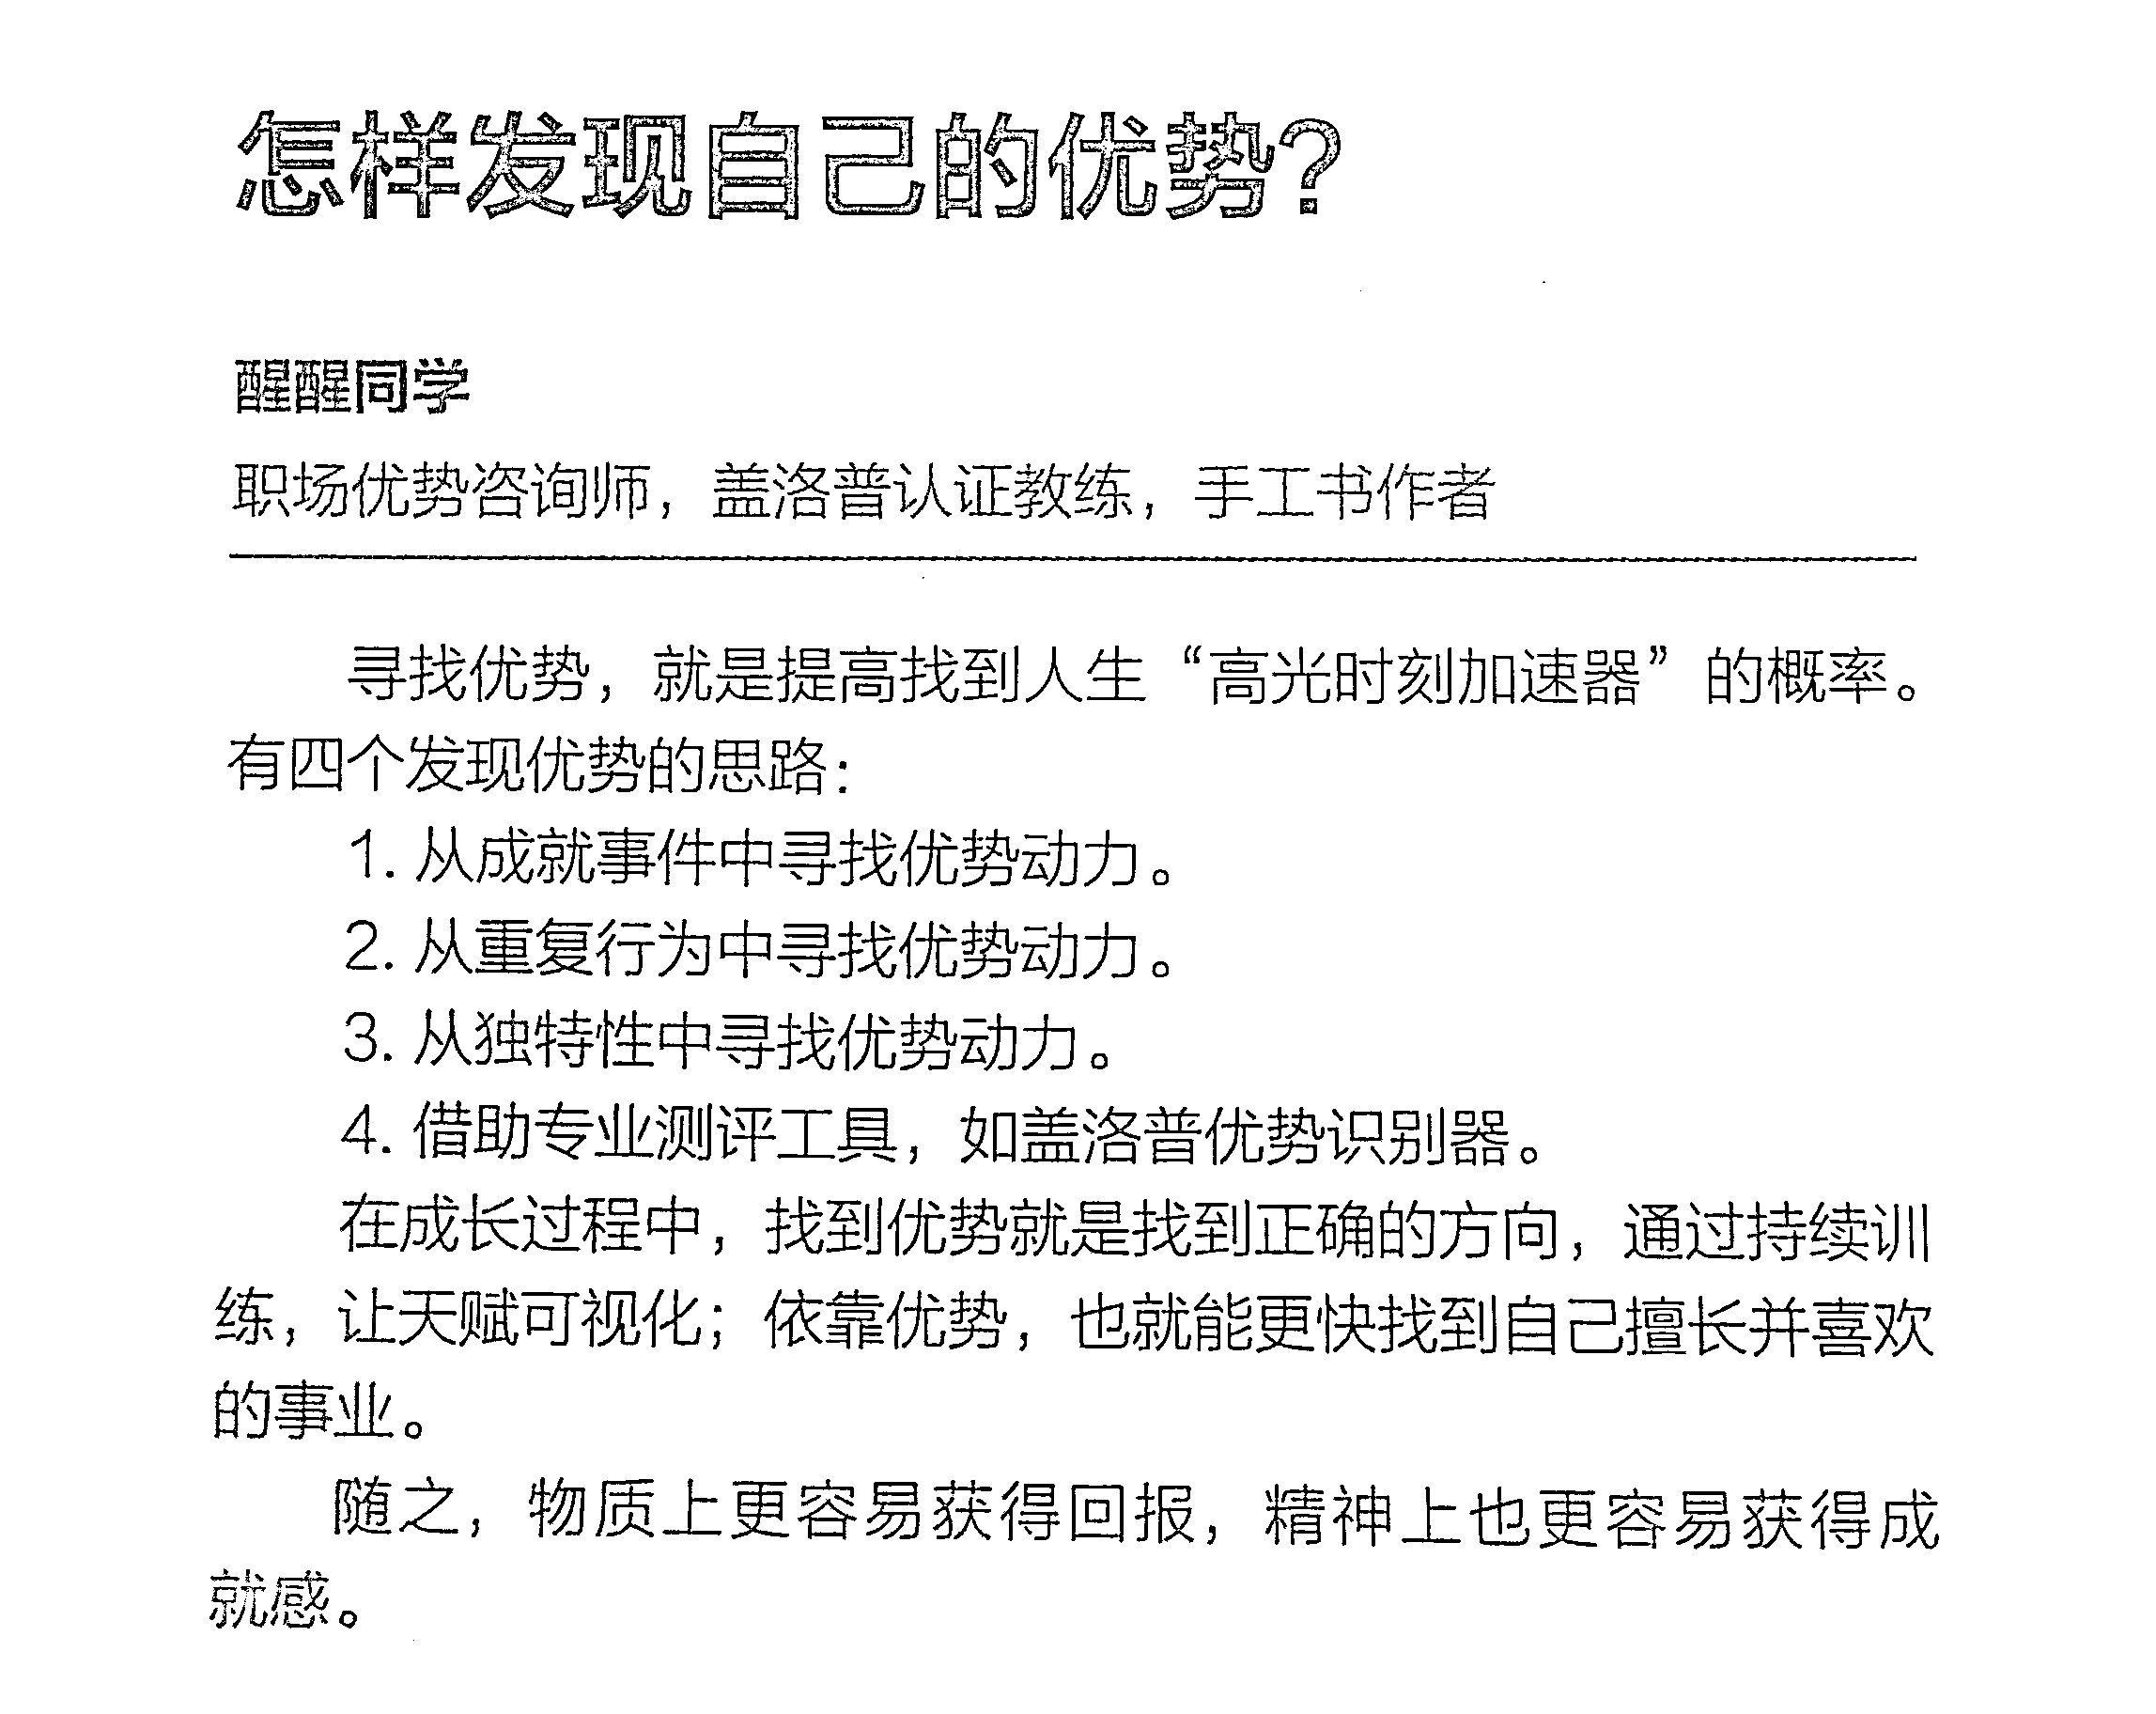 怎样发现自己的优势？
醒醒同学
职场优势咨询师，盖洛普认证教练，手工书作者
寻找优势，就是提高找到人生“高光时刻加速器”的概率。
有四个发现优势的思路：
1. 从成就事件中寻找优势动力。
2. 从重复行为中寻找优势动力。
3. 从独特性中寻找优势动力。
4. 借助专业测评工具，如盖洛普优势识别器。
在成长过程中，找到优势就是找到正确的方向，通过持续训
练，让天赋可视化；依靠优势，也就能更快找到自己擅长并喜欢
的事业。
随之，物质上更容易获得回报，精神上也更容易获得成
就感。